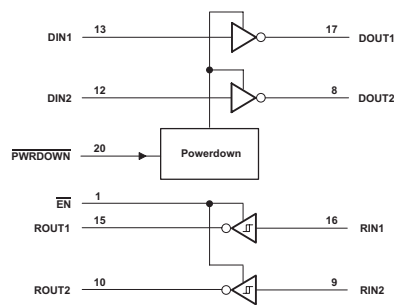 DIN1 13 17 DOUT1
DIN2 12 8 DOUT2
PWRDOWN 20 Powerdown
EN 1
ROUT1 15 16 RIN1
ROUT2 10 9 RIN2